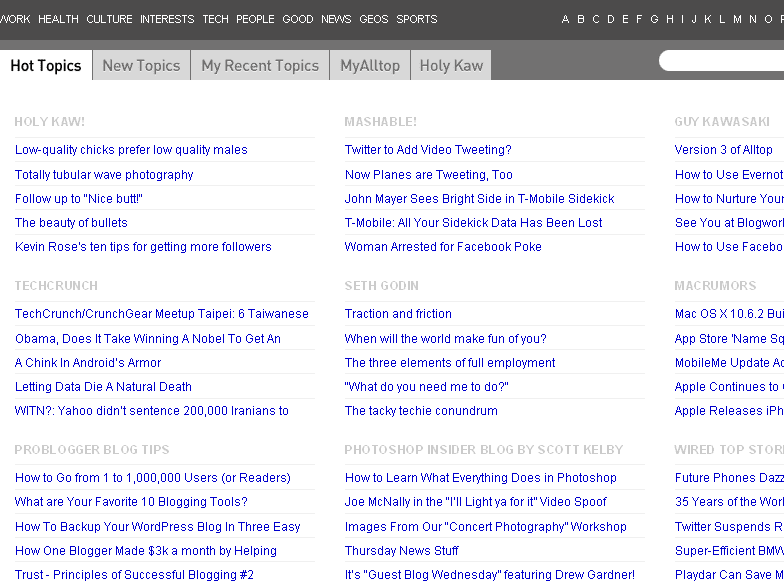 WORK HEALTH CULTURE INTERESTS TECH PEOPLE GOOD NEWS GEOS SPORTS A B C D E F G H I J K L M N O P
Hot Topics New Topics My Recent Topics MyAlltop Holy Kaw
HOLY KAW!
Low-quality chicks prefer low quality males
Totally tubular wave photography
Follow up to "Nice butt!"
The beauty of bullets
Kevin Rose's ten tips for getting more followers
MASHABLE!
Twitter to Add Video Tweeting?
Now Planes are Tweeting, Too
John Mayer Sees Bright Side in T-Mobile Sidekick
T-Mobile: All Your Sidekick Data Has Been Lost
Woman Arrested for Facebook Poke
GUY KAWASAKI
Version 3 of Alltop
How to Use Evernot
How to Nurture Your
See You at Blogworl
How to Use Facebo
TECHCRUNCH
TechCrunch/CrunchGear Meetup Taipei: 6 Taiwanese
Obama, Does It Take Winning A Nobel To Get An
A Chink In Android's Armor
Letting Data Die A Natural Death
WITN?: Yahoo didn't sentence 200,000 Iranians to
SETH GODIN
Traction and friction
When will the world make fun of you?
The three elements of full employment
"What do you need me to do?"
The tacky techie conundrum
MACRUMORS
Mac OS X 10.6.2 Bui
App Store 'Name Sq
MobileMe Update Ad
Apple Continues to
Apple Releases iPh
PROBLOGGER BLOG TIPS
How to Go from 1 to 1,000,000 Users (or Readers)
What are Your Favorite 10 Blogging Tools?
How To Backup Your WordPress Blog In Three Easy
How One Blogger Made $3k a month by Helping
Trust - Principles of Successful Blogging #2
PHOTOSHOP INSIDER BLOG BY SCOTT KELBY
How to Learn What Everything Does in Photoshop
Joe McNally in the "I'll Light ya for it" Video Spoof
Images From Our "Concert Photography" Workshop
Thursday News Stuff
It's "Guest Blog Wednesday" featuring Drew Gardner!
WIRED TOP STORI
Future Phones Dazz
35 Years of the Worl
Twitter Suspends R
Super-Efficient BMW
Playdar Can Save M